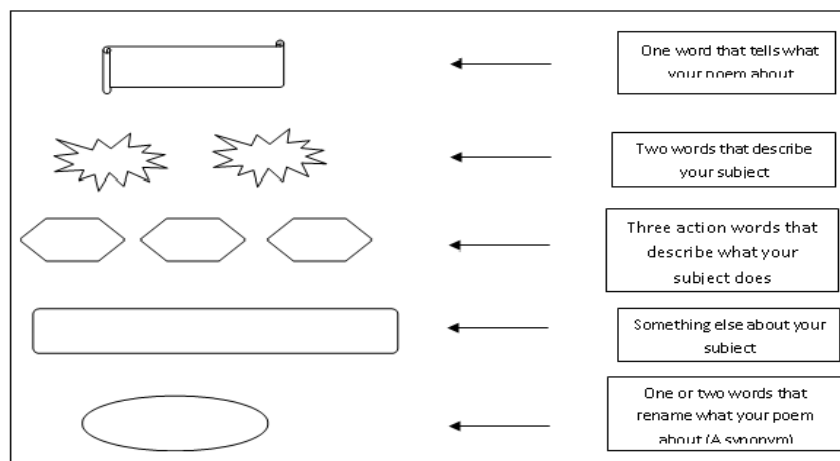 One word that tells what
your poem about
Two words that describe
your subject
Three action words that
describe what your
subject does
Something else about your
subject
One or two words that
rename what your poem
about (A synonym)